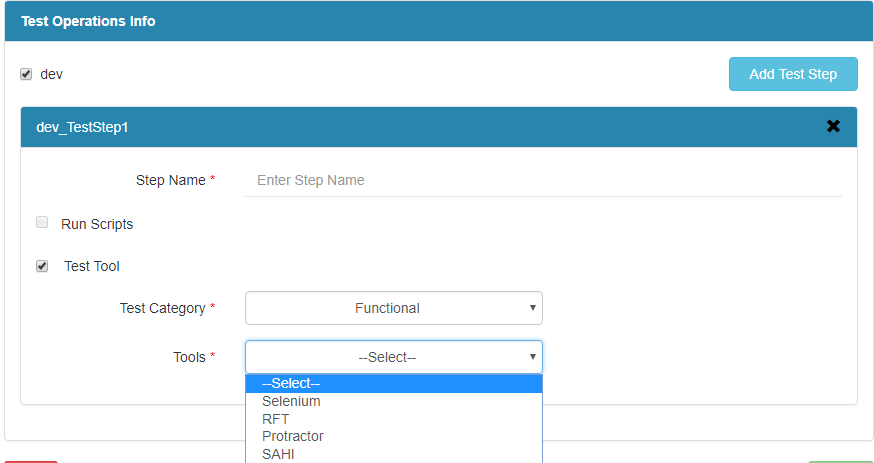 Test Operations Info
dev
Add Test Step
dev_TestStep1
Step Name *
Enter Step Name
Run Scripts
Test Tool
Test Category *
Functional
Tools *
--Select--
--Select--
Selenium
RFT
Protractor
SAHI